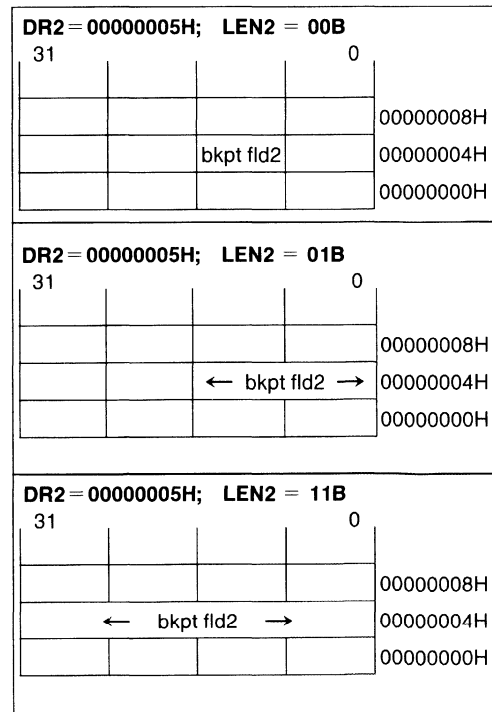 DR2=00000005H; LEN2 = 00B
31 0
00000008H
bkpt fld2 00000004H
00000000H
DR2=00000005H; LEN2 = 01B
31 0
00000008H
← bkpt fld2 → 00000004H
00000000H
DR2=00000005H; LEN2 = 11B
31 0
00000008H
← bkpt fld2 → 00000004H
00000000H